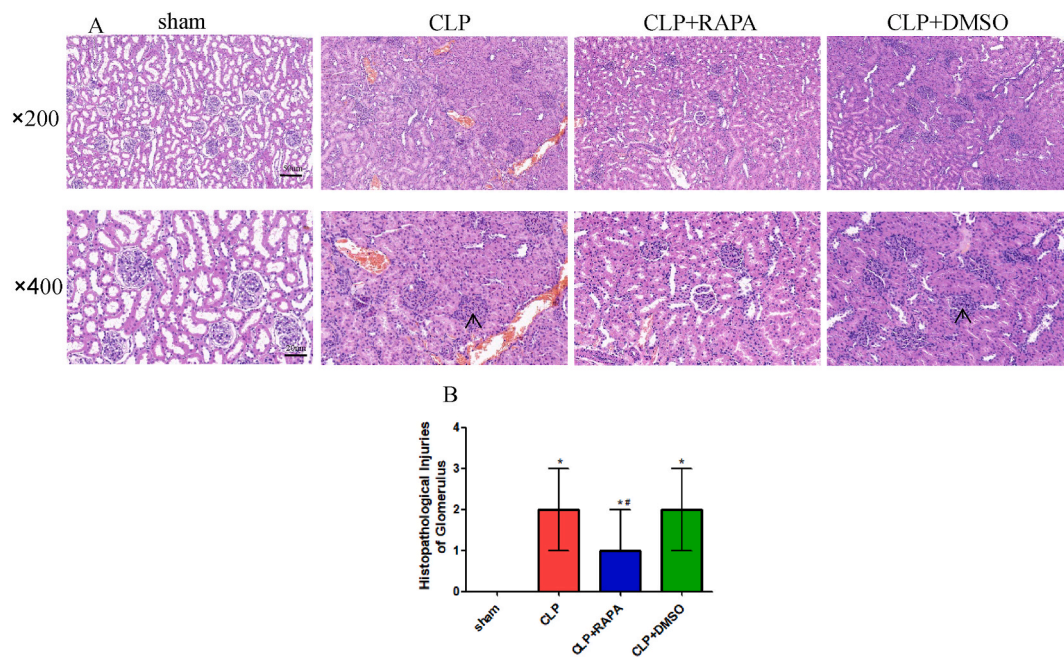 A
sham
CLP
CLP+RAPA
CLP+DMSO
×200
50um
×400
B
Histopathological Injuries
of Glomerulus
4
3
2
1
0
*
*#
*
sham
CLP
CLP+RAPA
CLP+DMSO